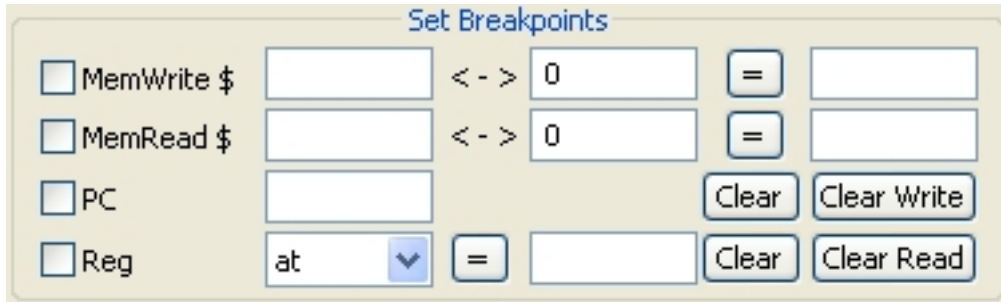 Set Breakpoints
MemWrite $ < - > 0 =
MemRead $ < - > 0 =
PC Clear Clear Write
Reg at = Clear Clear Read